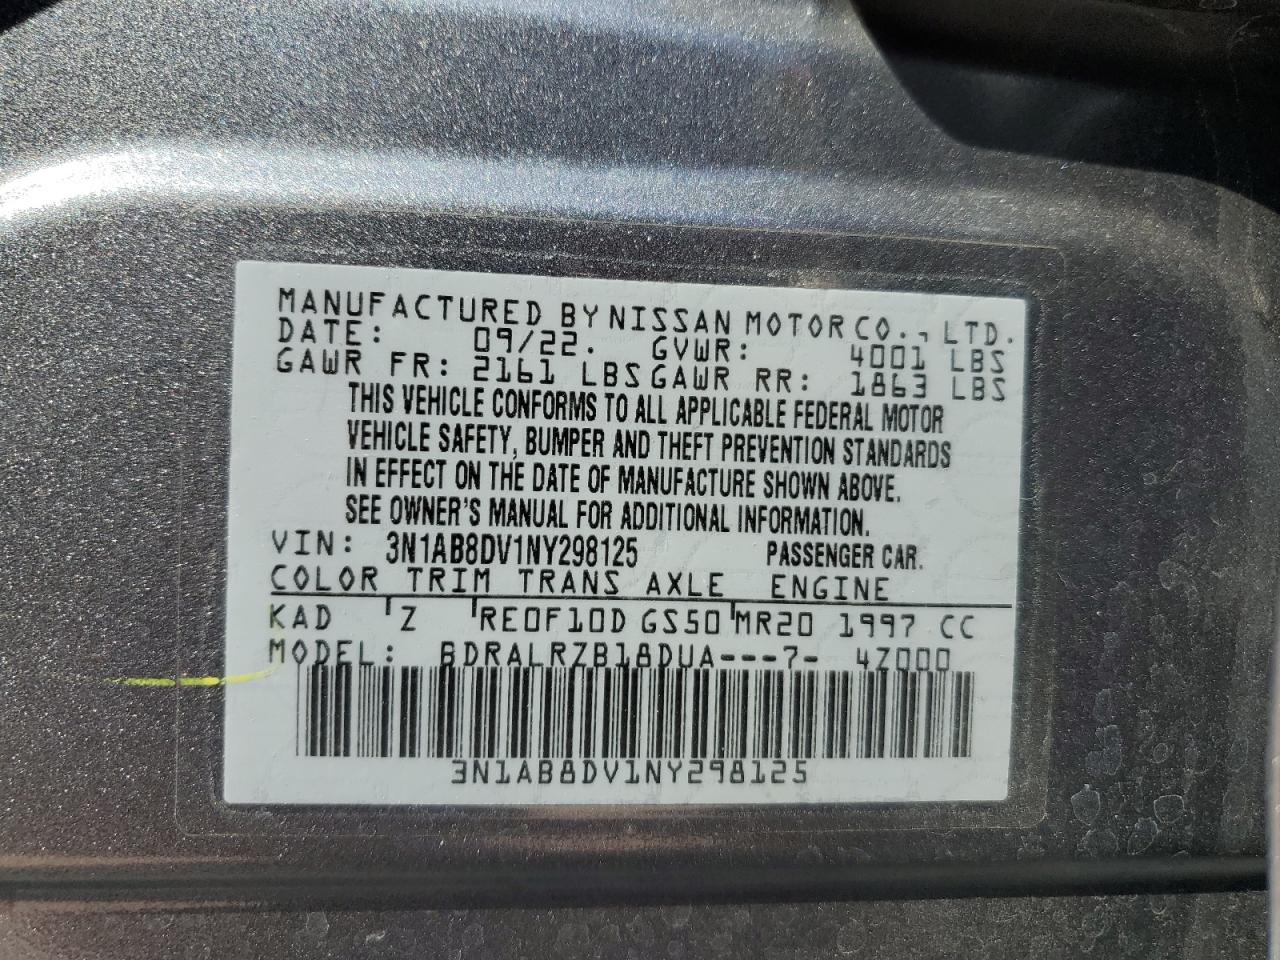 MANUFACTURED BY NISSAN MOTOR CO., LTD.
DATE: 09/22. GVWR: 4001 LBS
GAWR FR: 2161 LBS GAWR RR: 1863 LBS
THIS VEHICLE CONFORMS TO ALL APPLICABLE FEDERAL MOTOR
VEHICLE SAFETY, BUMPER AND THEFT PREVENTION STANDARDS
IN EFFECT ON THE DATE OF MANUFACTURE SHOWN ABOVE.
SEE OWNER'S MANUAL FOR ADDITIONAL INFORMATION.
VIN: 3N1AB8DV1NY298125 PASSENGER CAR.
COLOR TRIM TRANS AXLE ENGINE
KAD Z RE0F10D GS50 MR20 1997 CC
MODEL: BDRALRZB18DUA---7- 4Z000
3N1AB8DV1NY298125